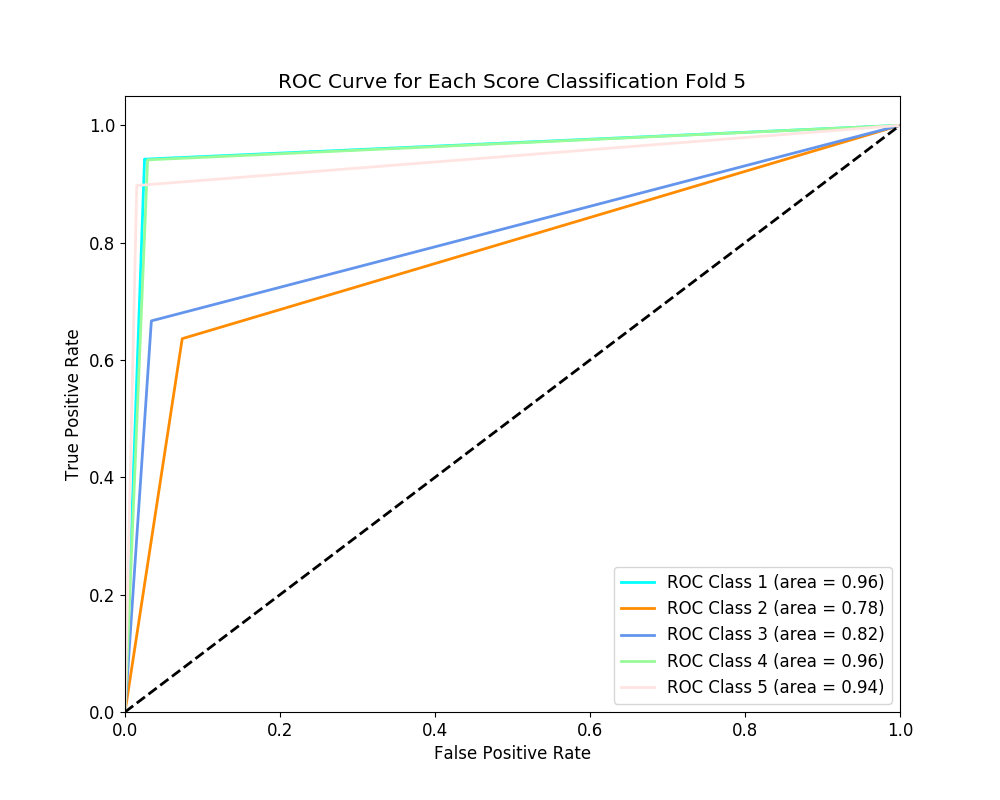 ROC Curve for Each Score Classification Fold 5
1.0
0.8
0.6
0.4
0.2
0.0
True Positive Rate
ROC Class 1 (area = 0.96)
ROC Class 2 (area = 0.78)
ROC Class 3 (area = 0.82)
ROC Class 4 (area = 0.96)
ROC Class 5 (area = 0.94)
0.0 0.2 0.4 0.6 0.8 1.0
False Positive Rate